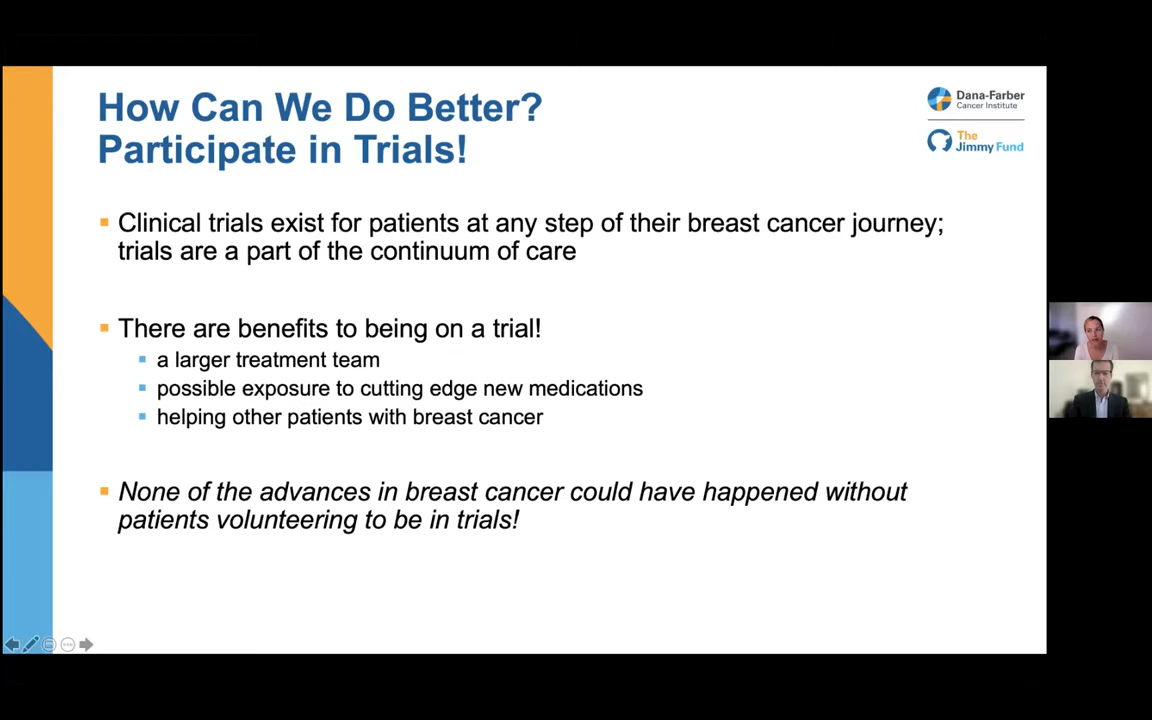 How Can We Do Better?
Participate in Trials!
Dana-Farber
Cancer Institute
The
Jimmy Fund
Clinical trials exist for patients at any step of their breast cancer journey;
trials are a part of the continuum of care
There are benefits to being on a trial!
a larger treatment team
possible exposure to cutting edge new medications
helping other patients with breast cancer
None of the advances in breast cancer could have happened without
patients volunteering to be in trials!